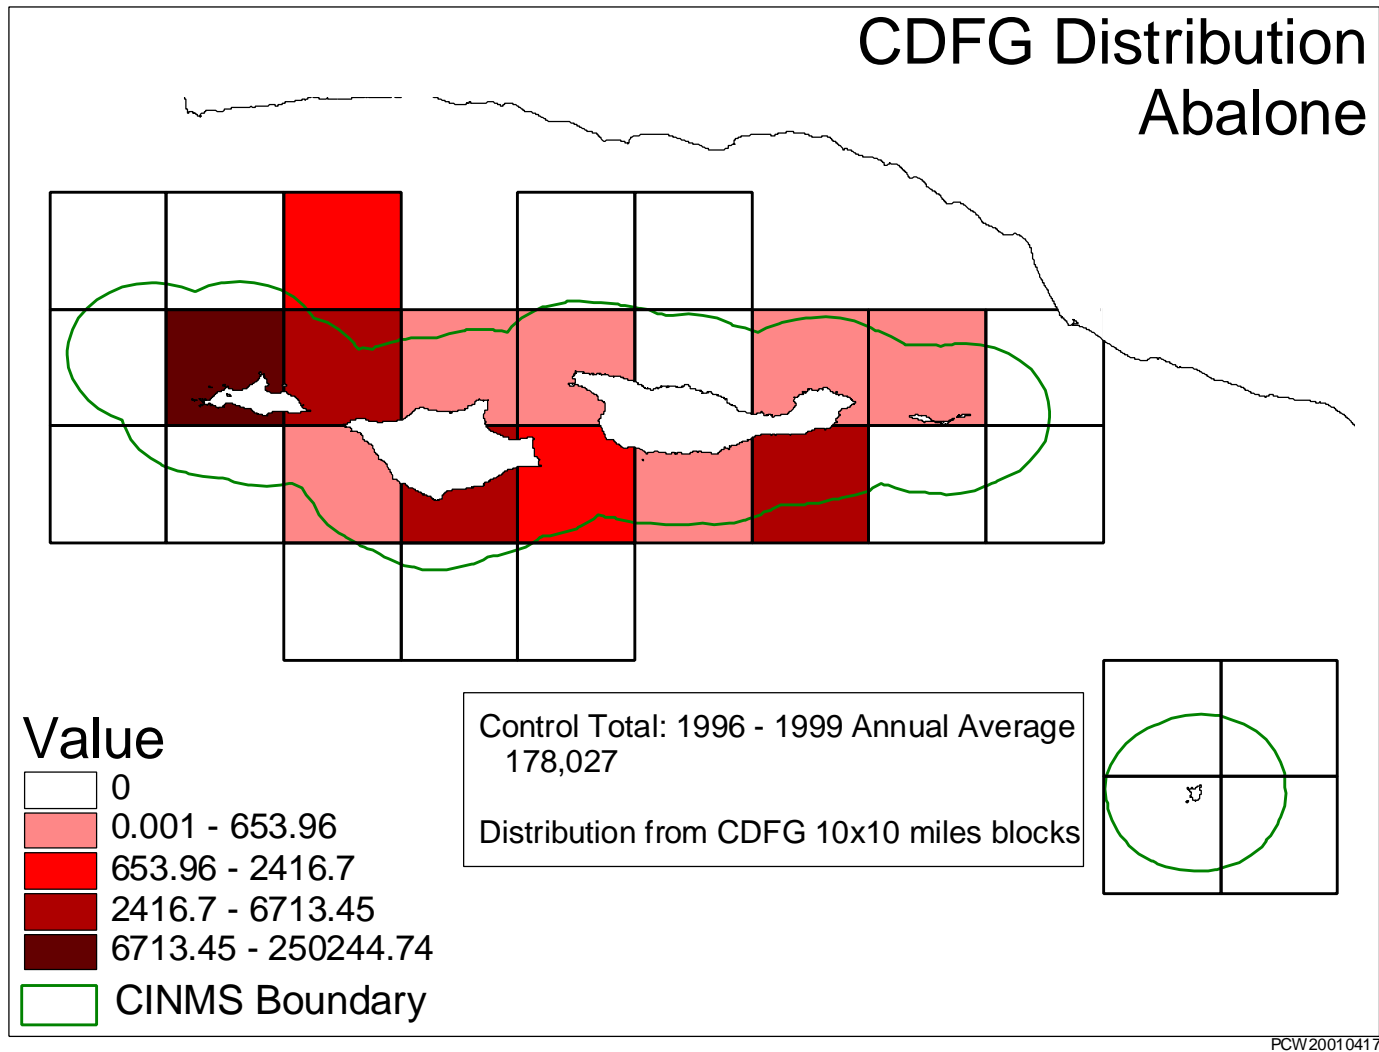 CDFG Distribution
Abalone
Control Total: 1996 - 1999 Annual Average
178,027
Distribution from CDFG 10x10 miles blocks
Value
0
0.001 - 653.96
653.96 - 2416.7
2416.7 - 6713.45
6713.45 - 250244.74
CINMS Boundary
PCW20010417